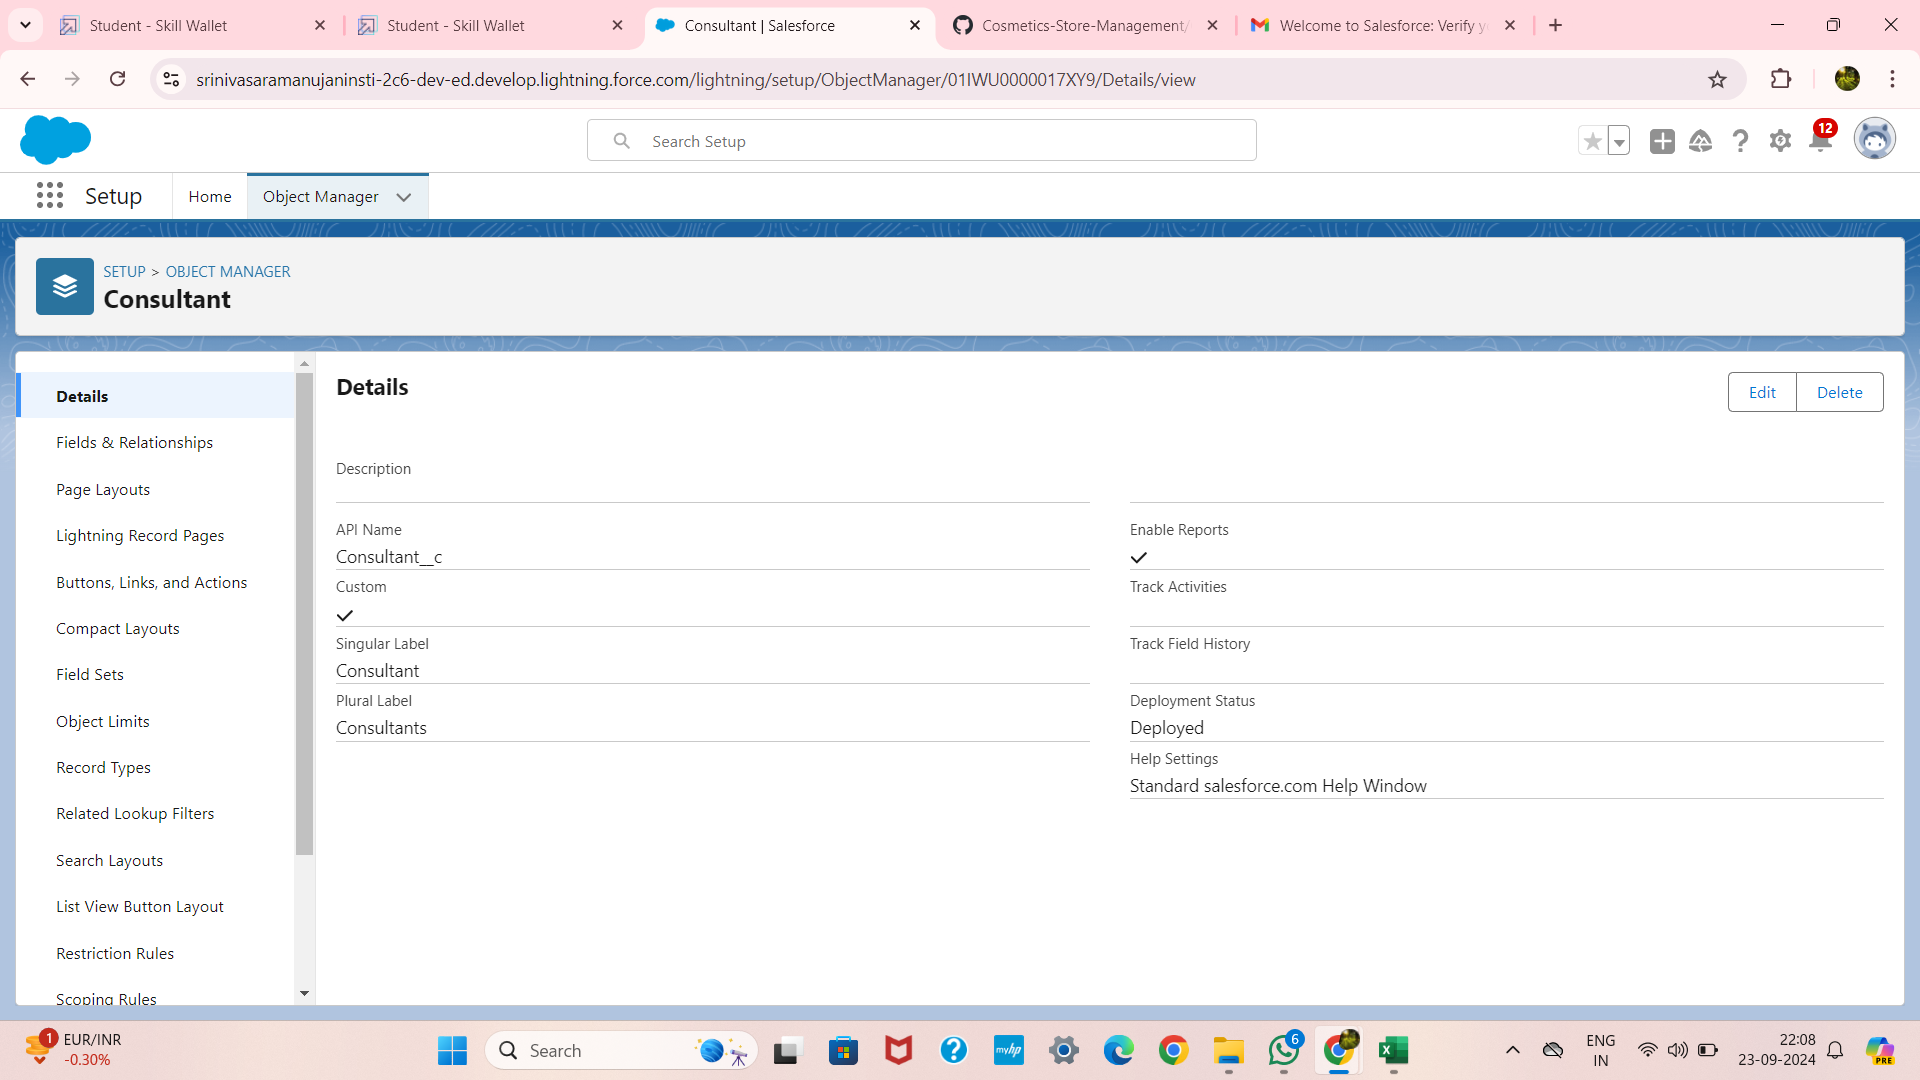 Student - Skill Wallet
Student - Skill Wallet
Consultant | Salesforce
Cosmetics-Store-Management/
Welcome to Salesforce: Verify y
srinivasaramanujaninsti-2c6-dev-ed.develop.lightning.force.com/lightning/setup/ObjectManager/01IWU0000017XY9/Details/view
Search Setup
12
Setup
Home
Object Manager
SETUP > OBJECT MANAGER
Consultant
Details
Fields & Relationships
Page Layouts
Lightning Record Pages
Buttons, Links, and Actions
Compact Layouts
Field Sets
Object Limits
Record Types
Related Lookup Filters
Search Layouts
List View Button Layout
Restriction Rules
Scoping Rules
Details
Edit
Delete
Description
API Name
Consultant__c
Custom
Singular Label
Consultant
Plural Label
Consultants
Enable Reports
Track Activities
Track Field History
Deployment Status
Deployed
Help Settings
Standard salesforce.com Help Window
1
EUR/INR
-0.30%
Search
myhp
6
ENG
IN
22:08
23-09-2024
PRE